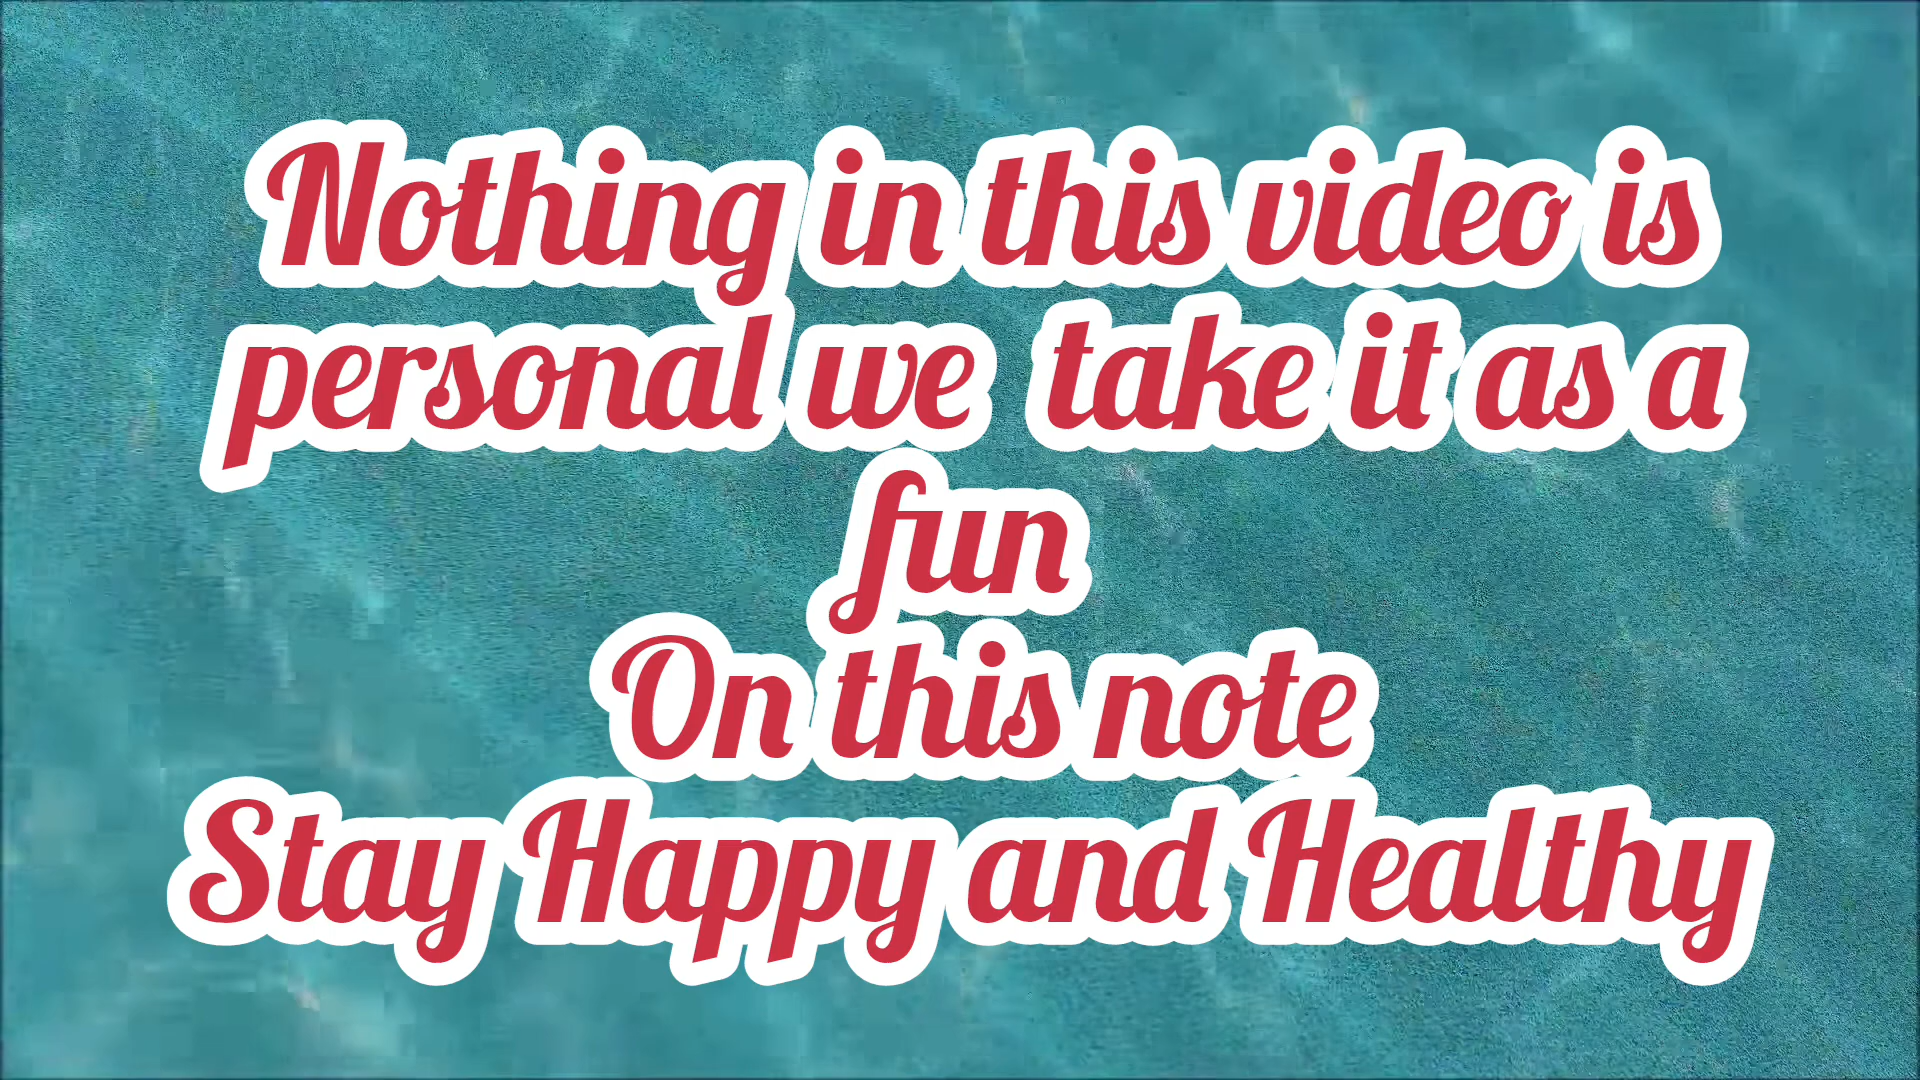 Nothing in this video is
personal we  take it as a
fun
On this note
Stay Happy and Healthy